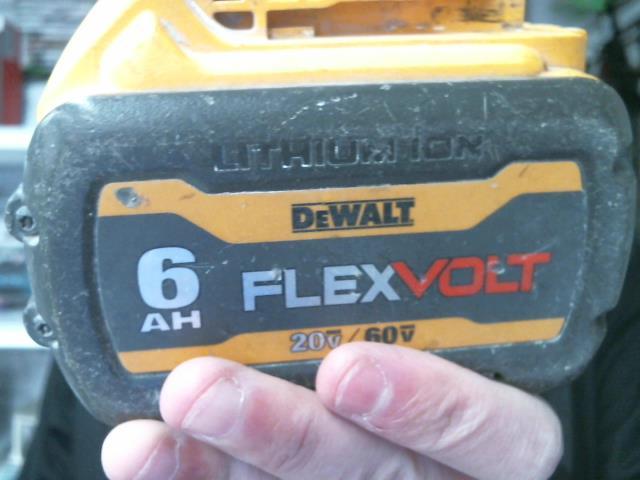 LITHIUM ION
DEWALT
6
AH
FLEXVOLT
20V/60V